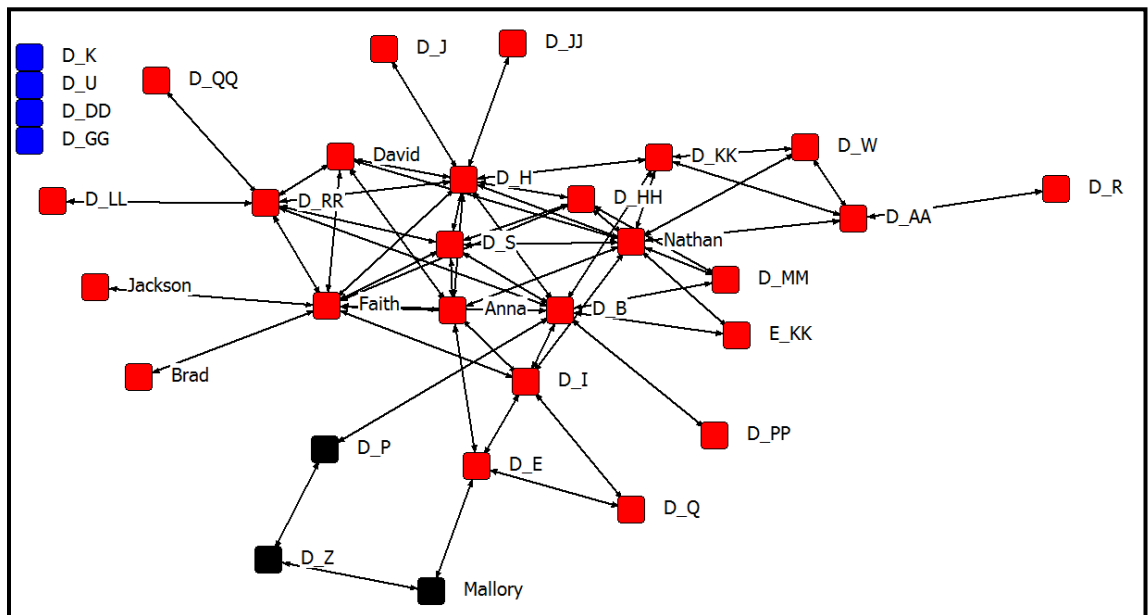 D_J
D_JJ
D_K
D_QQ
D_U
D_DD
D_GG
David
D_KK
D_W
D_H
D_R
D_LL
D_RR
D_HH
D_AA
D_S
Nathan
D_MM
Jackson
Faith
Anna
D_B
E_KK
Brad
D_I
D_PP
D_P
D_E
D_Q
D_Z
Mallory